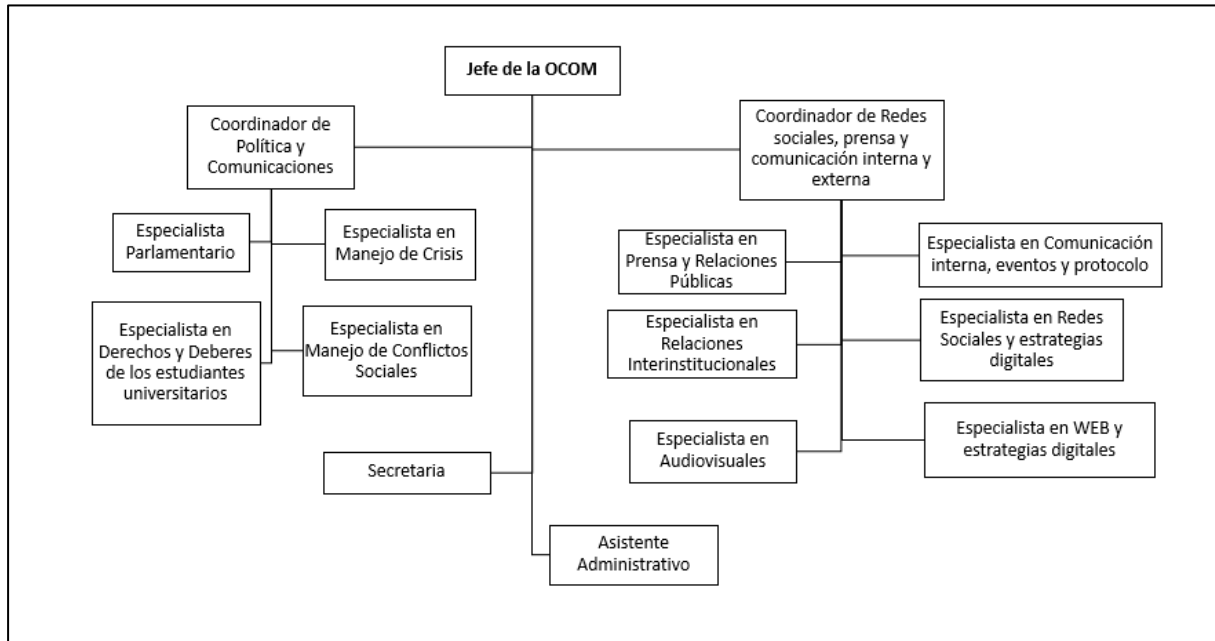 Jefe de la OCOM
Coordinador de
Política y
Comunicaciones
Coordinador de Redes
sociales, prensa y
comunicación interna y
externa
Especialista
Parlamentario
Especialista en
Manejo de Crisis
Especialista en
Derechos y Deberes
de los estudiantes
universitarios
Especialista en
Manejo de Conflictos
Sociales
Especialista en
Prensa y Relaciones
Públicas
Especialista en Comunicación
interna, eventos y protocolo
Especialista en
Relaciones
Interinstitucionales
Especialista en Redes
Sociales y estrategias
digitales
Especialista en
Audiovisuales
Especialista en WEB y
estrategias digitales
Secretaria
Asistente
Administrativo